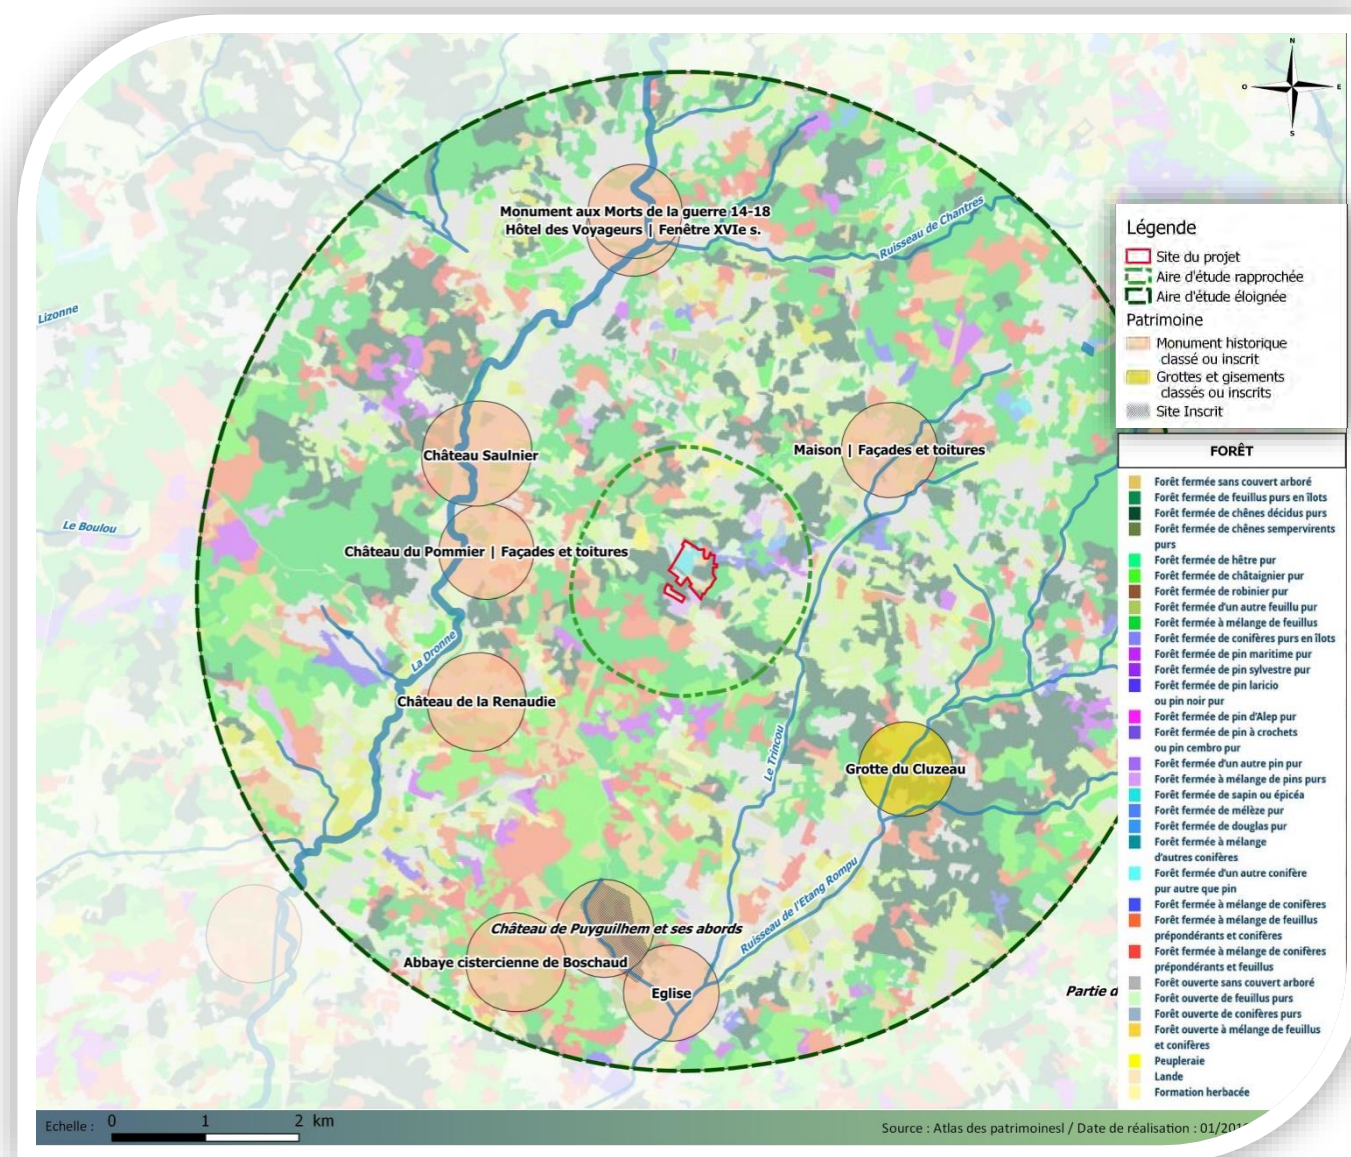 N
O
E
S
Monument aux Morts de la guerre 14-18
Hôtel des Voyageurs | Fenêtre XVIe s.
Ruisseau de Chantres
Lizonne
Château Saulnier
Maison | Façades et toitures
Le Boulou
Château du Pommier | Façades et toitures
La Dronne
Château de la Renaudie
Le Trincou
Grotte du Cluzeau
Ruisseau de l'Etang Rompu
Château de Puyguilhem et ses abords
Abbaye cistercienne de Boschaud
Eglise
Partie d
Légende
Site du projet
Aire d'étude rapprochée
Aire d'étude éloignée
Patrimoine
Monument historique
classé ou inscrit
Grottes et gisements
classés ou inscrits
Site Inscrit
FORÊT
Forêt fermée sans couvert arboré
Forêt fermée de feuillus purs en îlots
Forêt fermée de chênes décidus purs
Forêt fermée de chênes sempervirents
purs
Forêt fermée de hêtre pur
Forêt fermée de châtaignier pur
Forêt fermée de robinier pur
Forêt fermée d'un autre feuillu pur
Forêt fermée à mélange de feuillus
Forêt fermée de conifères purs en îlots
Forêt fermée de pin maritime pur
Forêt fermée de pin sylvestre pur
Forêt fermée de pin laricio
ou pin noir pur
Forêt fermée de pin d'Alep pur
Forêt fermée de pin à crochets
ou pin cembro pur
Forêt fermée d'un autre pin pur
Forêt fermée à mélange de pins purs
Forêt fermée de sapin ou épicéa
Forêt fermée de mélèze pur
Forêt fermée de douglas pur
Forêt fermée à mélange
d'autres conifères
Forêt fermée d'un autre conifère
pur autre que pin
Forêt fermée à mélange de conifères
Forêt fermée à mélange de feuillus
prépondérants et conifères
Forêt fermée à mélange de conifères
prépondérants et feuillus
Forêt ouverte sans couvert arboré
Forêt ouverte de feuillus purs
Forêt ouverte de conifères purs
Forêt ouverte à mélange de feuillus
et conifères
Peupleraie
Lande
Formation herbacée
Echelle : 0 1 2 km
Source : Atlas des patrimoinesl / Date de réalisation : 01/201